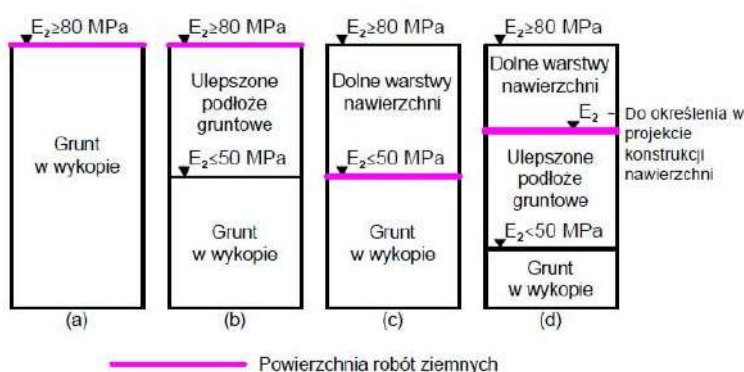 E₂≥80 MPa
Grunt
w wykopie
(a)
E₂≥80 MPa
Ulepszone
podłoże
gruntowe
E₂≤50 MPa
Grunt
w wykopie
(b)
E₂≥80 MPa
Dolne warstwy
nawierzchni
E₂≤50 MPa
Grunt
w wykopie
(c)
E₂≥80 MPa
Dolne warstwy
nawierzchni
E₂ – Do określenia w
projekcie
konstrukcji
nawierzchni
Ulepszone
podłoże
gruntowe
E₂<50 MPa
Grunt
w wykopie
(d)
Powierzchnia robót ziemnych